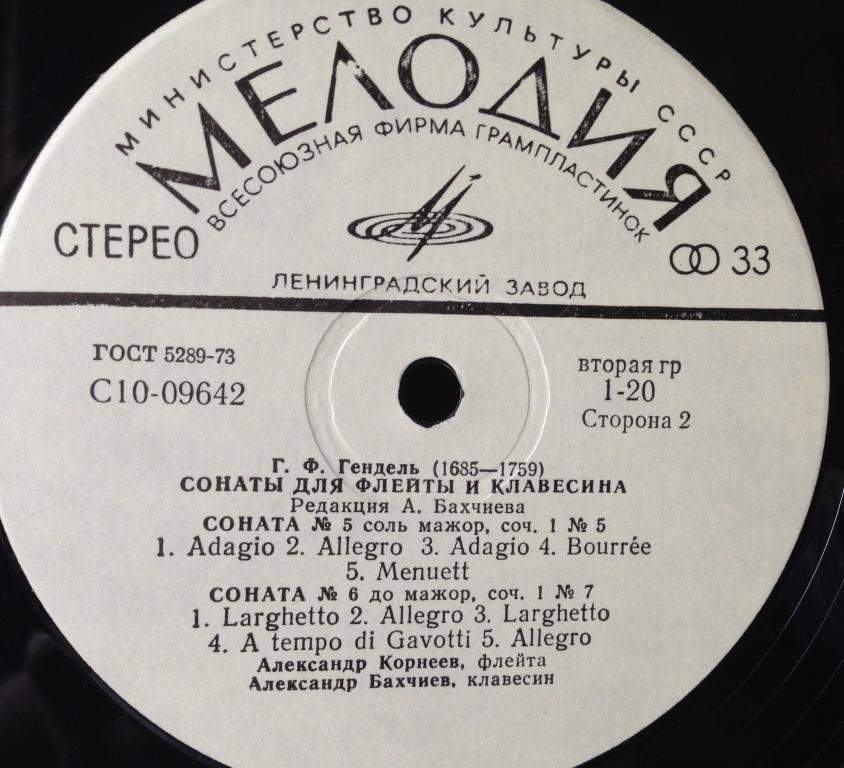 МИНИСТЕРСТВО КУЛЬТУРЫ СССР
МЕЛОДИЯ
ВСЕСОЮЗНАЯ ФИРМА ГРАМПЛАСТИНОК
СТЕРЕО
33
ЛЕНИНГРАДСКИЙ ЗАВОД
ГОСТ 5289-73
С10-09642
вторая гр
1-20
Сторона 2
Г. Ф. Гендель (1685—1759)
СОНАТЫ ДЛЯ ФЛЕЙТЫ И КЛАВЕСИНА
Редакция А. Бахчиева
СОНАТА № 5 соль мажор, соч. 1 № 5
1. Adagio 2. Allegro 3. Adagio 4. Bourrée
5. Menuett
СОНАТА № 6 до мажор, соч. 1 № 7
1. Larghetto 2. Allegro 3. Larghetto
4. A tempo di Gavotti 5. Allegro
Александр Корнеев, флейта
Александр Бахчиев, клавесин